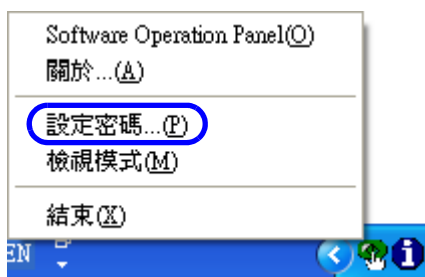 Software Operation Panel(O)
關於...(A)
設定密碼...(P)
檢視模式(M)
結束(X)
EN